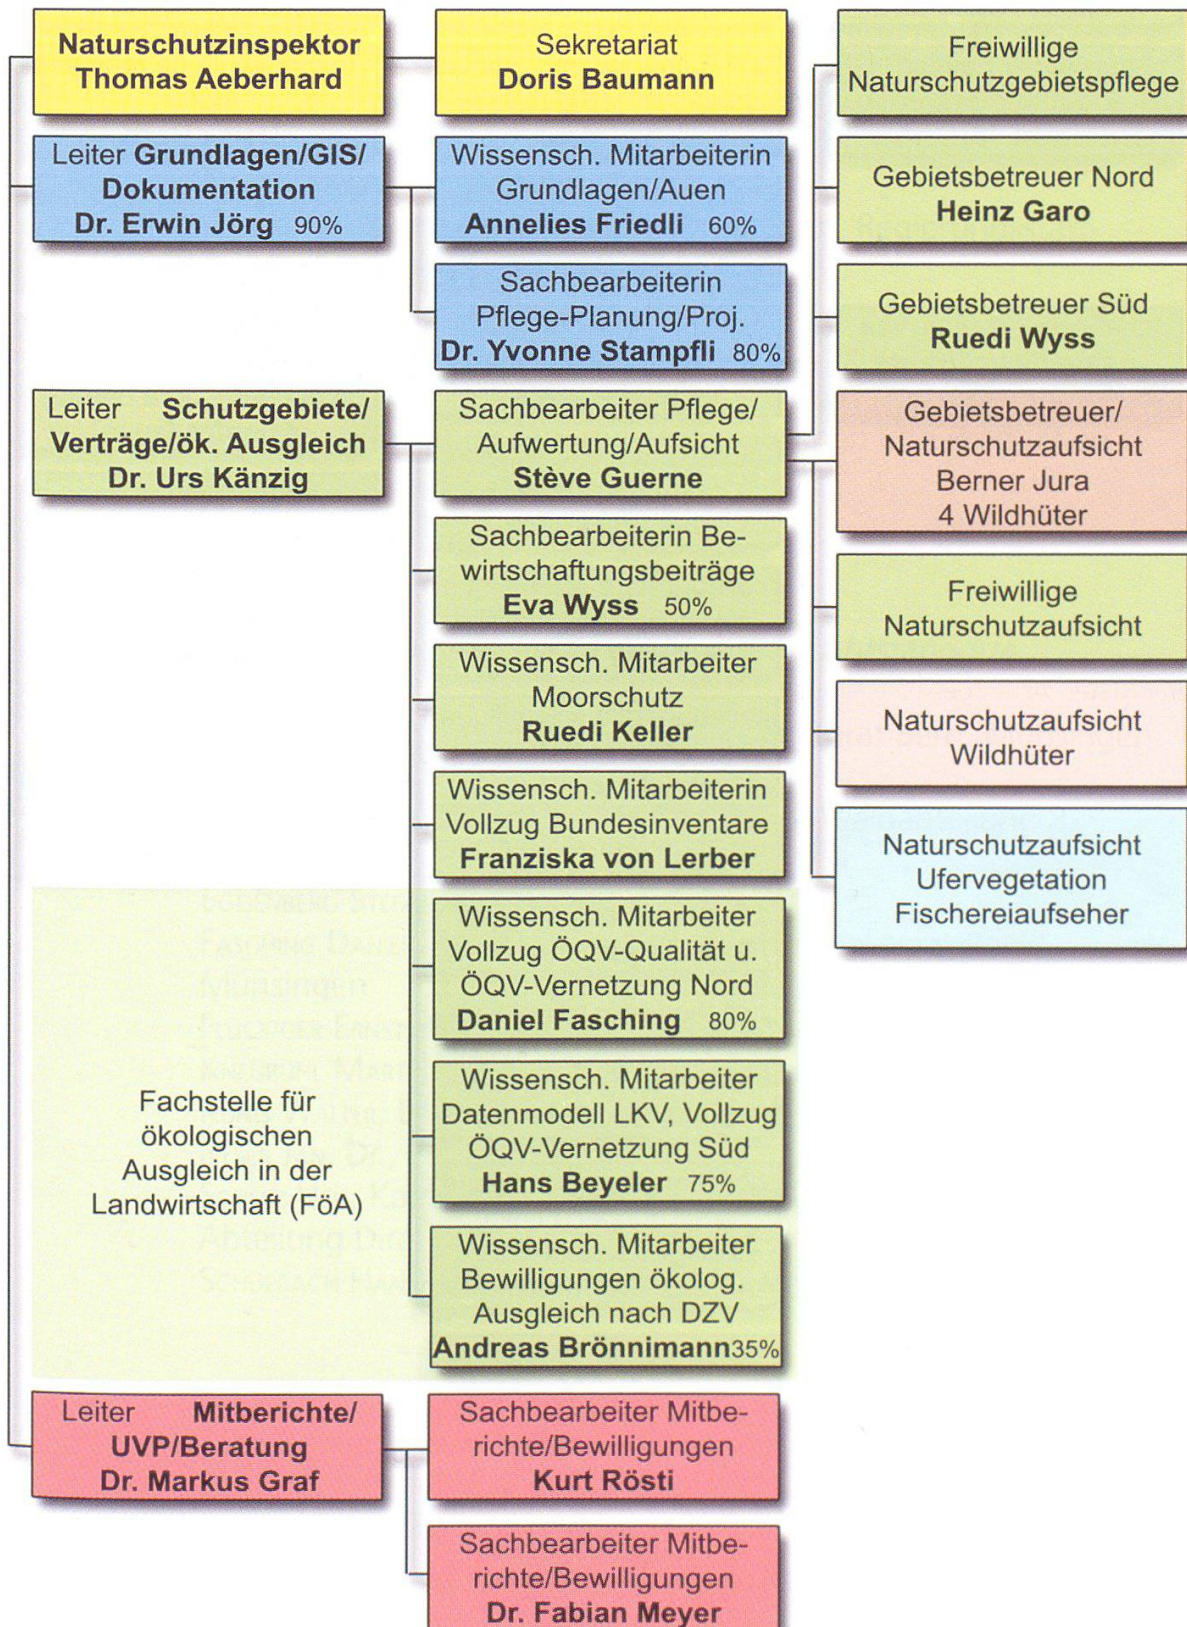 Naturschutzinspektor
Thomas Aeberhard
Sekretariat
Doris Baumann
Freiwillige
Naturschutzgebietspflege
Leiter Grundlagen/GIS/
Dokumentation
Dr. Erwin Jörg 90%
Wissensch. Mitarbeiterin
Grundlagen/Auen
Annelies Friedli 60%
Gebietsbetreuer Nord
Heinz Garo
Sachbearbeiterin
Pflege-Planung/Proj.
Dr. Yvonne Stampfli 80%
Gebietsbetreuer Süd
Ruedi Wyss
Leiter Schutzgebiete/
Verträge/ök. Ausgleich
Dr. Urs Känzig
Sachbearbeiter Pflege/
Aufwertung/Aufsicht
Stève Guerne
Gebietsbetreuer/
Naturschutzaufsicht
Berner Jura
4 Wildhüter
Sachbearbeiterin Be-
wirtschaftungsbeiträge
Eva Wyss 50%
Freiwillige
Naturschutzaufsicht
Wissensch. Mitarbeiter
Moorschutz
Ruedi Keller
Naturschutzaufsicht
Wildhüter
Wissensch. Mitarbeiterin
Vollzug Bundesinventare
Franziska von Lerber
Naturschutzaufsicht
Ufervegetation
Fischereiaufseher
Wissensch. Mitarbeiter
Vollzug ÖQV-Qualität u.
ÖQV-Vernetzung Nord
Daniel Fasching 80%
Fachstelle für
ökologischen
Ausgleich in der
Landwirtschaft (FöA)
Wissensch. Mitarbeiter
Datenmodell LKV, Vollzug
ÖQV-Vernetzung Süd
Hans Beyeler 75%
Wissensch. Mitarbeiter
Bewilligungen ökolog.
Ausgleich nach DZV
Andreas Brönnimann 35%
Leiter Mitberichte/
UVP/Beratung
Dr. Markus Graf
Sachbearbeiter Mitbe-
richte/Bewilligungen
Kurt Rösti
Sachbearbeiter Mitbe-
richte/Bewilligungen
Dr. Fabian Meyer